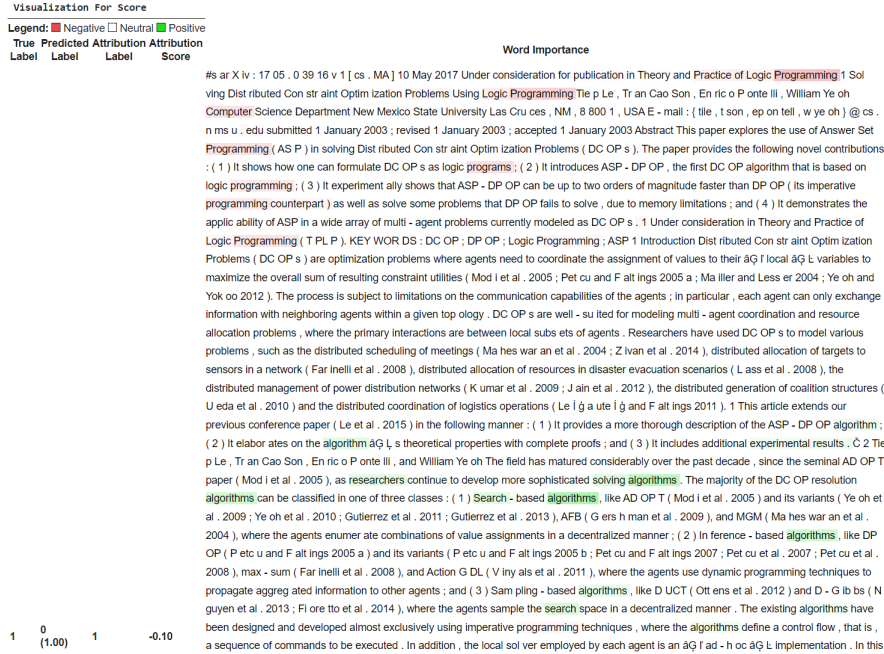 Visualization For Score
Legend: Negative Neutral Positive
True Label Predicted Label Attribution Label Attribution Score Word Importance
#s ar X iv : 17 05 . 0 39 16 v 1 [ cs . MA ] 10 May 2017 Under consideration for publication in Theory and Practice of Logic Programming 1 Sol
ving Dist ributed Con str aint Optim ization Problems Using Logic Programming Tie p Le , Tr an Cao Son , En ric o P onte lli , William Ye oh
Computer Science Department New Mexico State University Las Cru ces , NM , 8 800 1 , USA E - mail : { tile , t son , ep on tell , w ye oh } @ cs .
n ms u . edu submitted 1 January 2003 ; revised 1 January 2003 ; accepted 1 January 2003 Abstract This paper explores the use of Answer Set
Programming ( AS P ) in solving Dist ributed Con str aint Optim ization Problems ( DC OP s ). The paper provides the following novel contributions
: ( 1 ) It shows how one can formulate DC OP s as logic programs ; ( 2 ) It introduces ASP - DP OP , the first DC OP algorithm that is based on
logic programming ; ( 3 ) It experiment ally shows that ASP - DP OP can be up to two orders of magnitude faster than DP OP ( its imperative
programming counterpart ) as well as solve some problems that DP OP fails to solve , due to memory limitations ; and ( 4 ) It demonstrates the
applic ability of ASP in a wide array of multi - agent problems currently modeled as DC OP s . 1 Under consideration in Theory and Practice of
Logic Programming ( T PL P ). KEY WOR DS : DC OP ; DP OP ; Logic Programming ; ASP 1 Introduction Dist ributed Con str aint Optim ization
Problems ( DC OP s ) are optimization problems where agents need to coordinate the assignment of values to their âĢ ľ local âĢ Ŀ variables to
maximize the overall sum of resulting constraint utilities ( Mod i et al . 2005 ; Pet cu and F alt ings 2005 a ; Ma iller and Less er 2004 ; Ye oh and
Yok oo 2012 ). The process is subject to limitations on the communication capabilities of the agents ; in particular , each agent can only exchange
information with neighboring agents within a given top ology . DC OP s are well - su ited for modeling multi - agent coordination and resource
allocation problems , where the primary interactions are between local subs ets of agents . Researchers have used DC OP s to model various
problems , such as the distributed scheduling of meetings ( Ma hes war an et al . 2004 ; Z ivan et al . 2014 ), distributed allocation of targets to
sensors in a network ( Far inelli et al . 2008 ), distributed allocation of resources in disaster evacuation scenarios ( L ass et al . 2008 ), the
distributed management of power distribution networks ( K umar et al . 2009 ; J ain et al . 2012 ), the distributed generation of coalition structures (
U eda et al . 2010 ) and the distributed coordination of logistics operations ( Le İ ġ a ute İ ġ and F alt ings 2011 ). 1 This article extends our
previous conference paper ( Le et al . 2015 ) in the following manner : ( 1 ) It provides a more thorough description of the ASP - DP OP algorithm ;
( 2 ) It elabor ates on the algorithm âĢ Ļ s theoretical properties with complete proofs ; and ( 3 ) It includes additional experimental results . Č 2 Tie
p Le , Tr an Cao Son , En ric o P onte lli , and William Ye oh The field has matured considerably over the past decade , since the seminal AD OP T
paper ( Mod i et al . 2005 ), as researchers continue to develop more sophisticated solving algorithms . The majority of the DC OP resolution
algorithms can be classified in one of three classes : ( 1 ) Search - based algorithms , like AD OP T ( Mod i et al . 2005 ) and its variants ( Ye oh et
al . 2009 ; Ye oh et al . 2010 ; Gutierrez et al . 2011 ; Gutierrez et al . 2013 ), AFB ( G ers h man et al . 2009 ), and MGM ( Ma hes war an et al .
2004 ), where the agents enumer ate combinations of value assignments in a decentralized manner ; ( 2 ) In ference - based algorithms , like DP
OP ( P etc u and F alt ings 2005 a ) and its variants ( P etc u and F alt ings 2005 b ; Pet cu and F alt ings 2007 ; Pet cu et al . 2007 ; Pet cu et al .
2008 ), max - sum ( Far inelli et al . 2008 ), and Action G DL ( V iny als et al . 2011 ), where the agents use dynamic programming techniques to
propagate aggreg ated information to other agents ; and ( 3 ) Sam pling - based algorithms , like D UCT ( Ott ens et al . 2012 ) and D - G ib bs ( N
guyen et al . 2013 ; Fi ore tto et al . 2014 ), where the agents sample the search space in a decentralized manner . The existing algorithms have
been designed and developed almost exclusively using imperative programming techniques , where the algorithms define a control flow , that is ,
1 0 (1.00) 1 -0.10 a sequence of commands to be executed . In addition , the local sol ver employed by each agent is an âĢ ľ ad - h oc âĢ Ŀ implementation . In this